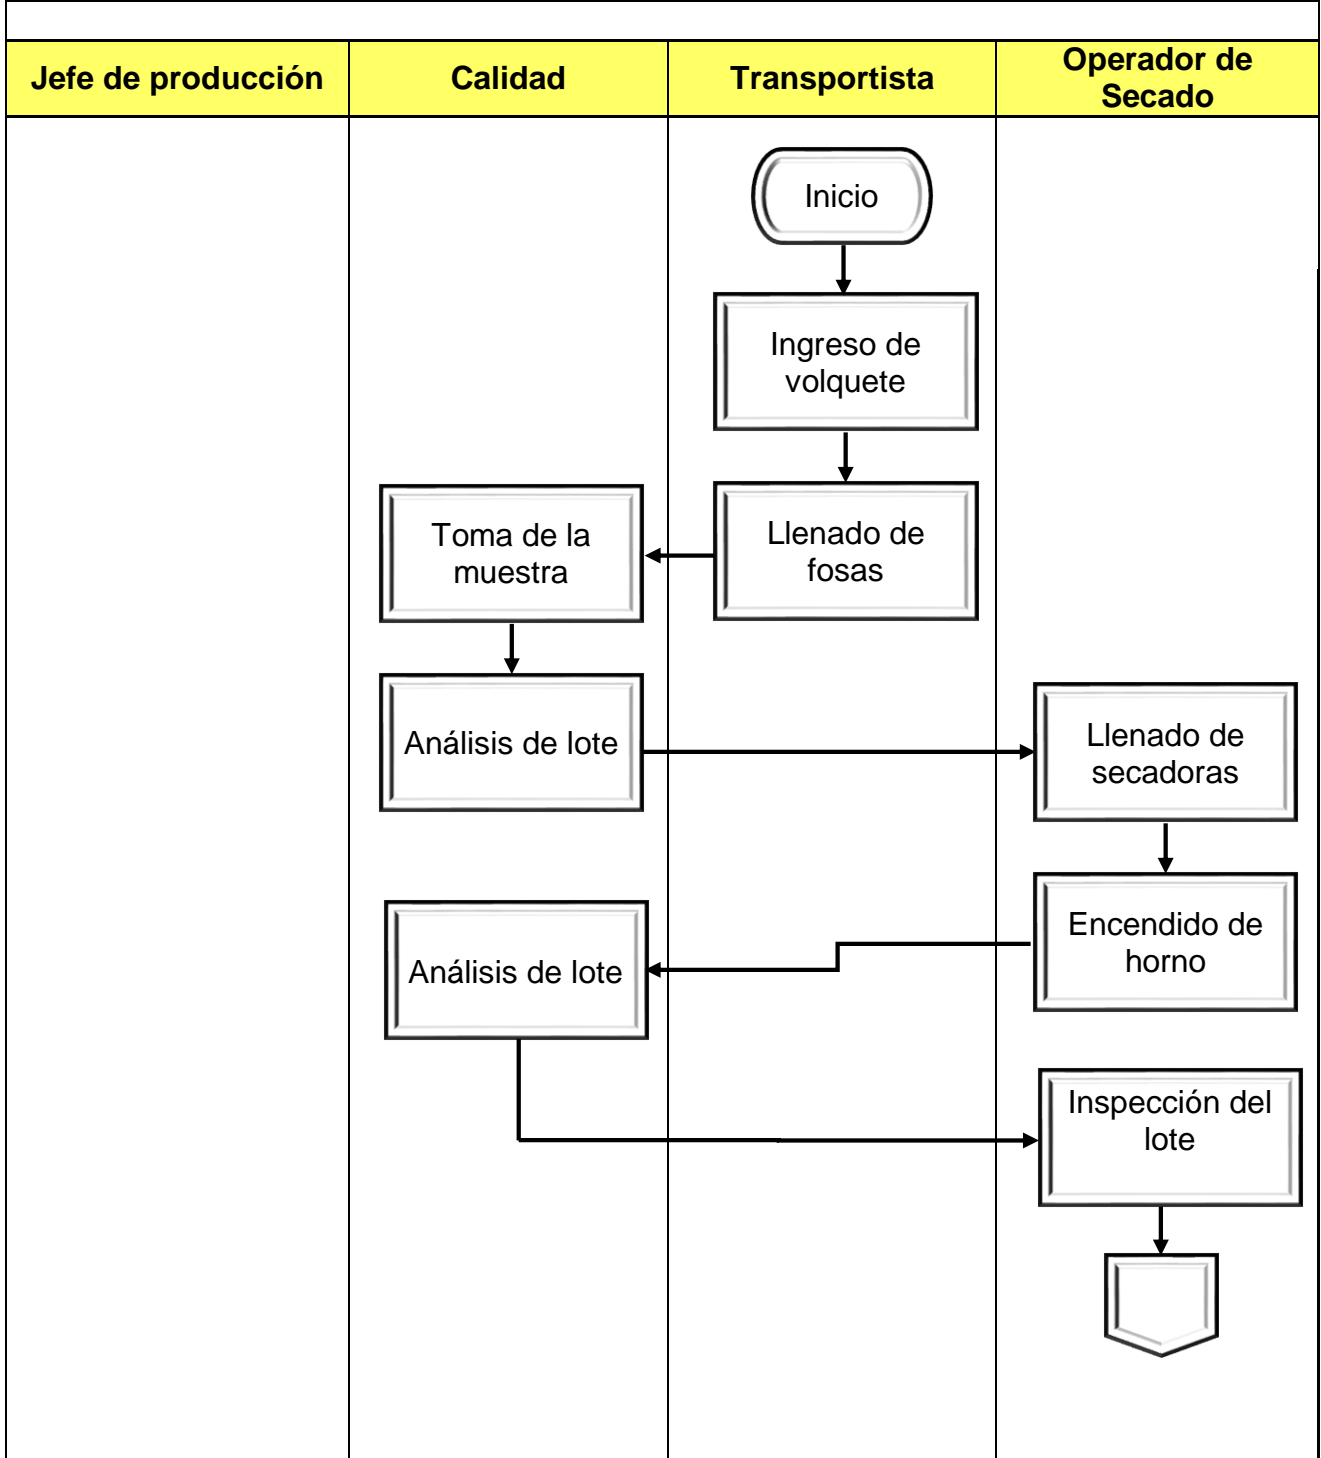 Jefe de producción
Calidad
Transportista
Operador de
Secado
Inicio
Ingreso de
volquete
Llenado de
fosas
Toma de la
muestra
Análisis de lote
Llenado de
secadoras
Encendido de
horno
Análisis de lote
Inspección del
lote